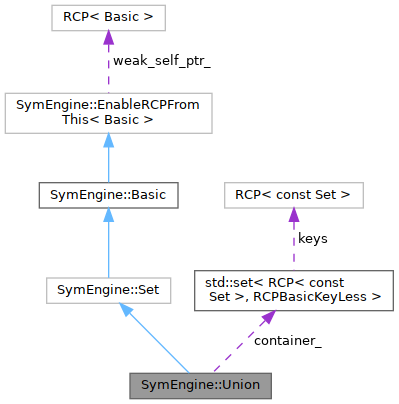 RCP< Basic >
weak_self_ptr_
SymEngine::EnableRCPFrom
This< Basic >
SymEngine::Basic
RCP< const Set >
keys
SymEngine::Set
std::set< RCP< const
Set >, RCPBasicKeyLess >
container_
SymEngine::Union